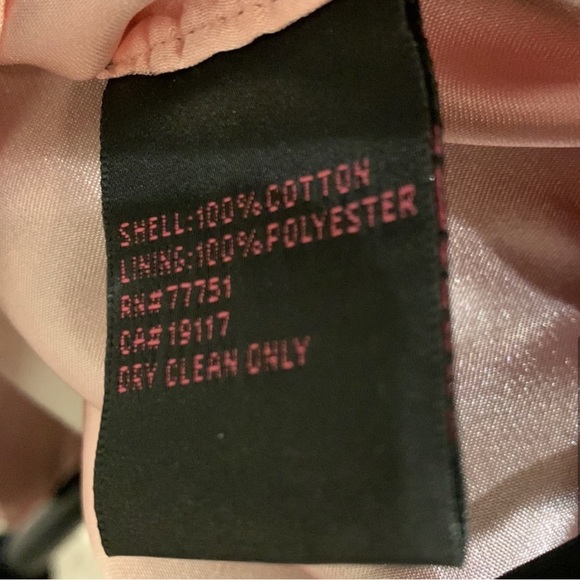 SHELL:100%COTTON
LINING:100%POLYESTER
RN#77751
CA#19117
DRY CLEAN ONLY